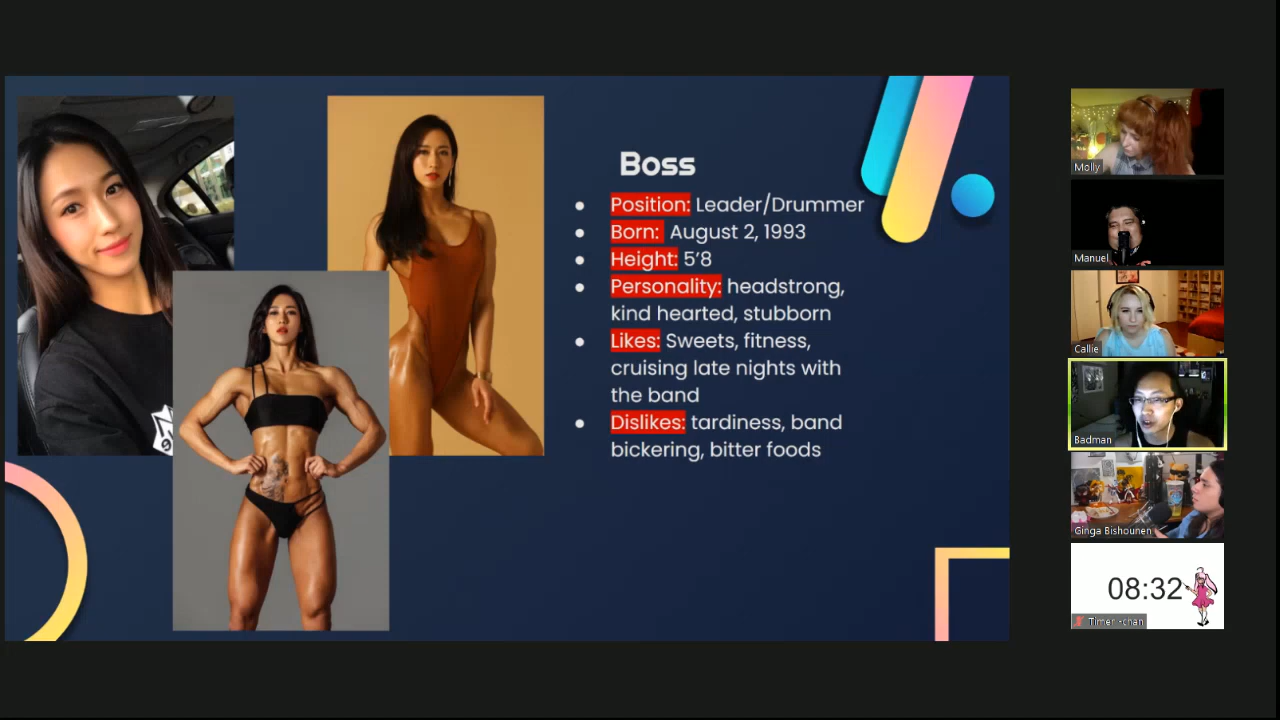 Boss
● Position: Leader/Drummer
● Born: August 2, 1993
● Height: 5'8
● Personality: headstrong,
kind hearted, stubborn
● Likes: Sweets, fitness,
cruising late nights with
the band
● Dislikes: tardiness, band
bickering, bitter foods
Molly
Manuel
Callie
Badman
Ginga Bishounen
08:32
Timer -chan